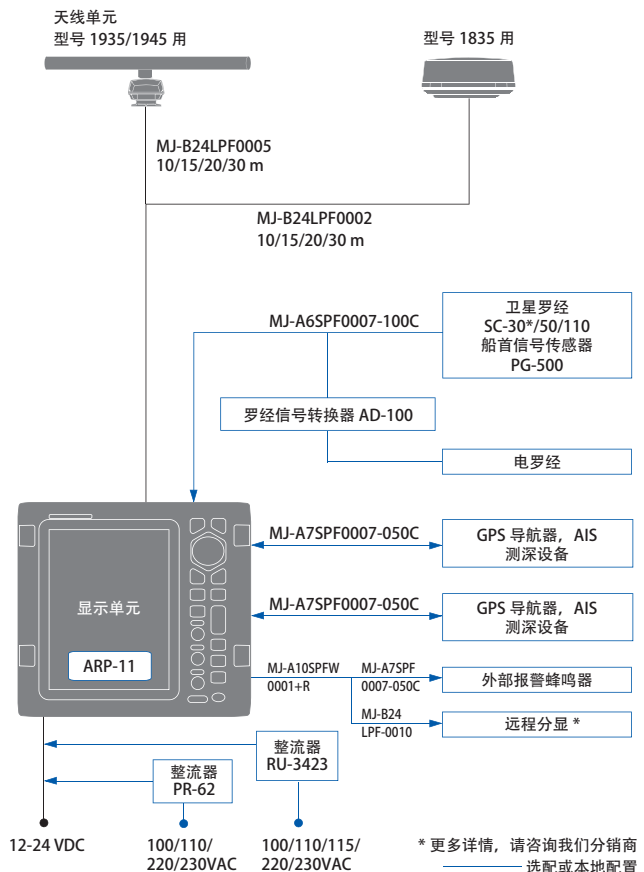 天线单元
型号 1935/1945 用
型号 1835 用
MJ-B24LPF0005
10/15/20/30 m
MJ-B24LPF0002
10/15/20/30 m
MJ-A6SPF0007-100C
卫星罗经
SC-30*/50/110
船首信号传感器
PG-500
罗经信号转换器 AD-100
电罗经
MJ-A7SPF0007-050C
GPS 导航器，AIS
测深设备
显示单元
MJ-A7SPF0007-050C
GPS 导航器，AIS
测深设备
ARP-11
MJ-A10SPFW
0001+R
MJ-A7SPF
0007-050C
外部报警蜂鸣器
MJ-B24
LPF-0010
远程分显 *
整流器
RU-3423
整流器
PR-62
12-24 VDC
100/110/
220/230VAC
100/110/115/
220/230VAC
* 更多详情，请咨询我们分销商
选配或本地配置